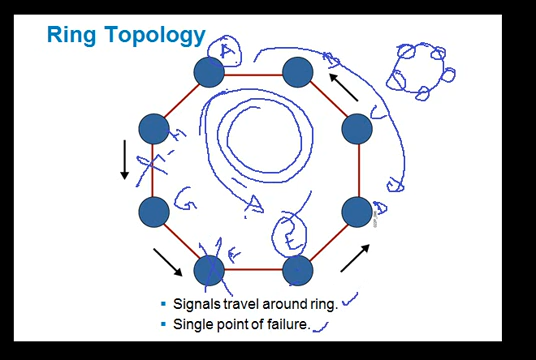 Ring Topology
A
B
H
C
G
D
E
F
▪ Signals travel around ring.
▪ Single point of failure.